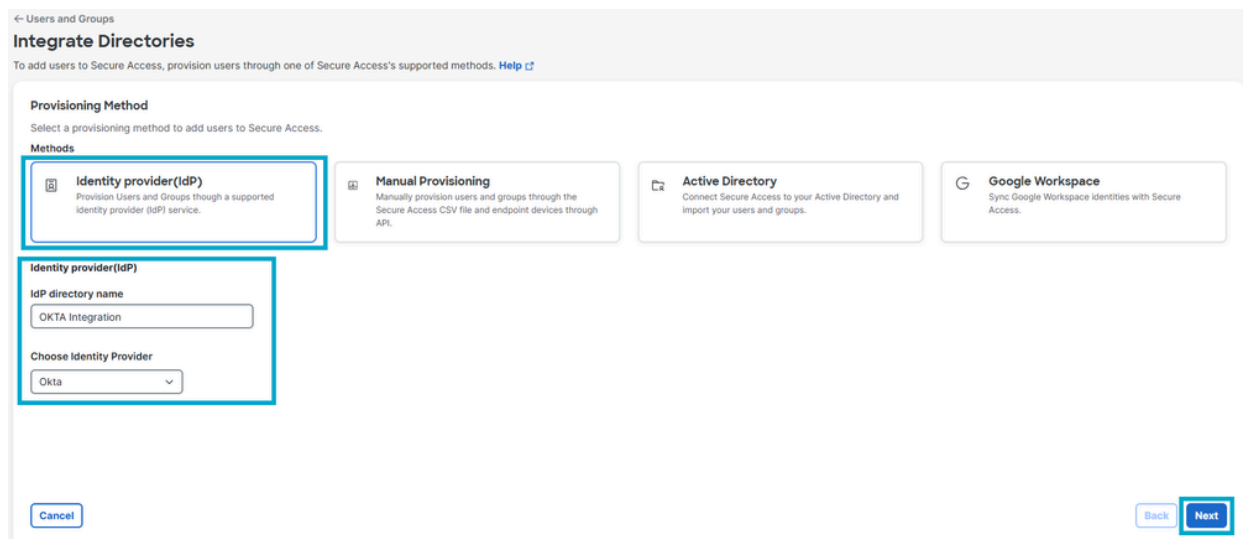 ← Users and Groups
Integrate Directories
To add users to Secure Access, provision users through one of Secure Access's supported methods. Help
Provisioning Method
Select a provisioning method to add users to Secure Access.
Methods
Identity provider(IdP)
Provision Users and Groups though a supported
identity provider (IdP) service.
Manual Provisioning
Manually provision users and groups through the
Secure Access CSV file and endpoint devices through
API.
Active Directory
Connect Secure Access to your Active Directory and
import your users and groups.
Google Workspace
Sync Google Workspace identities with Secure
Access.
Identity provider(IdP)
IdP directory name
OKTA Integration
Choose Identity Provider
Okta
Cancel
Back
Next